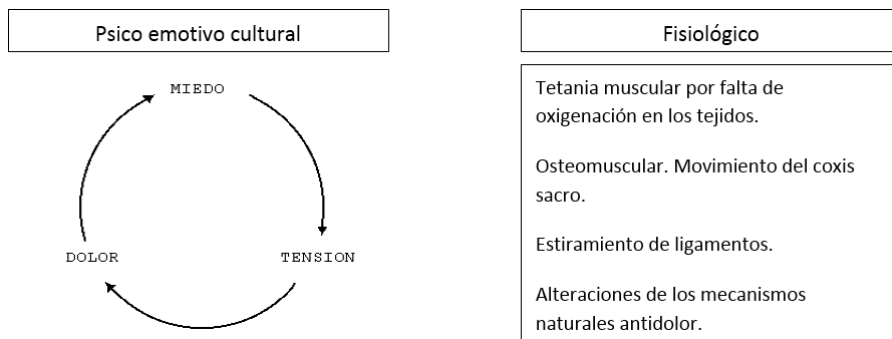 Psico emotivo cultural
MIEDO
DOLOR
TENSION
Fisiológico
Tetania muscular por falta de
oxigenación en los tejidos.
Osteomuscular. Movimiento del coxis
sacro.
Estiramiento de ligamentos.
Alteraciones de los mecanismos
naturales antidolor.